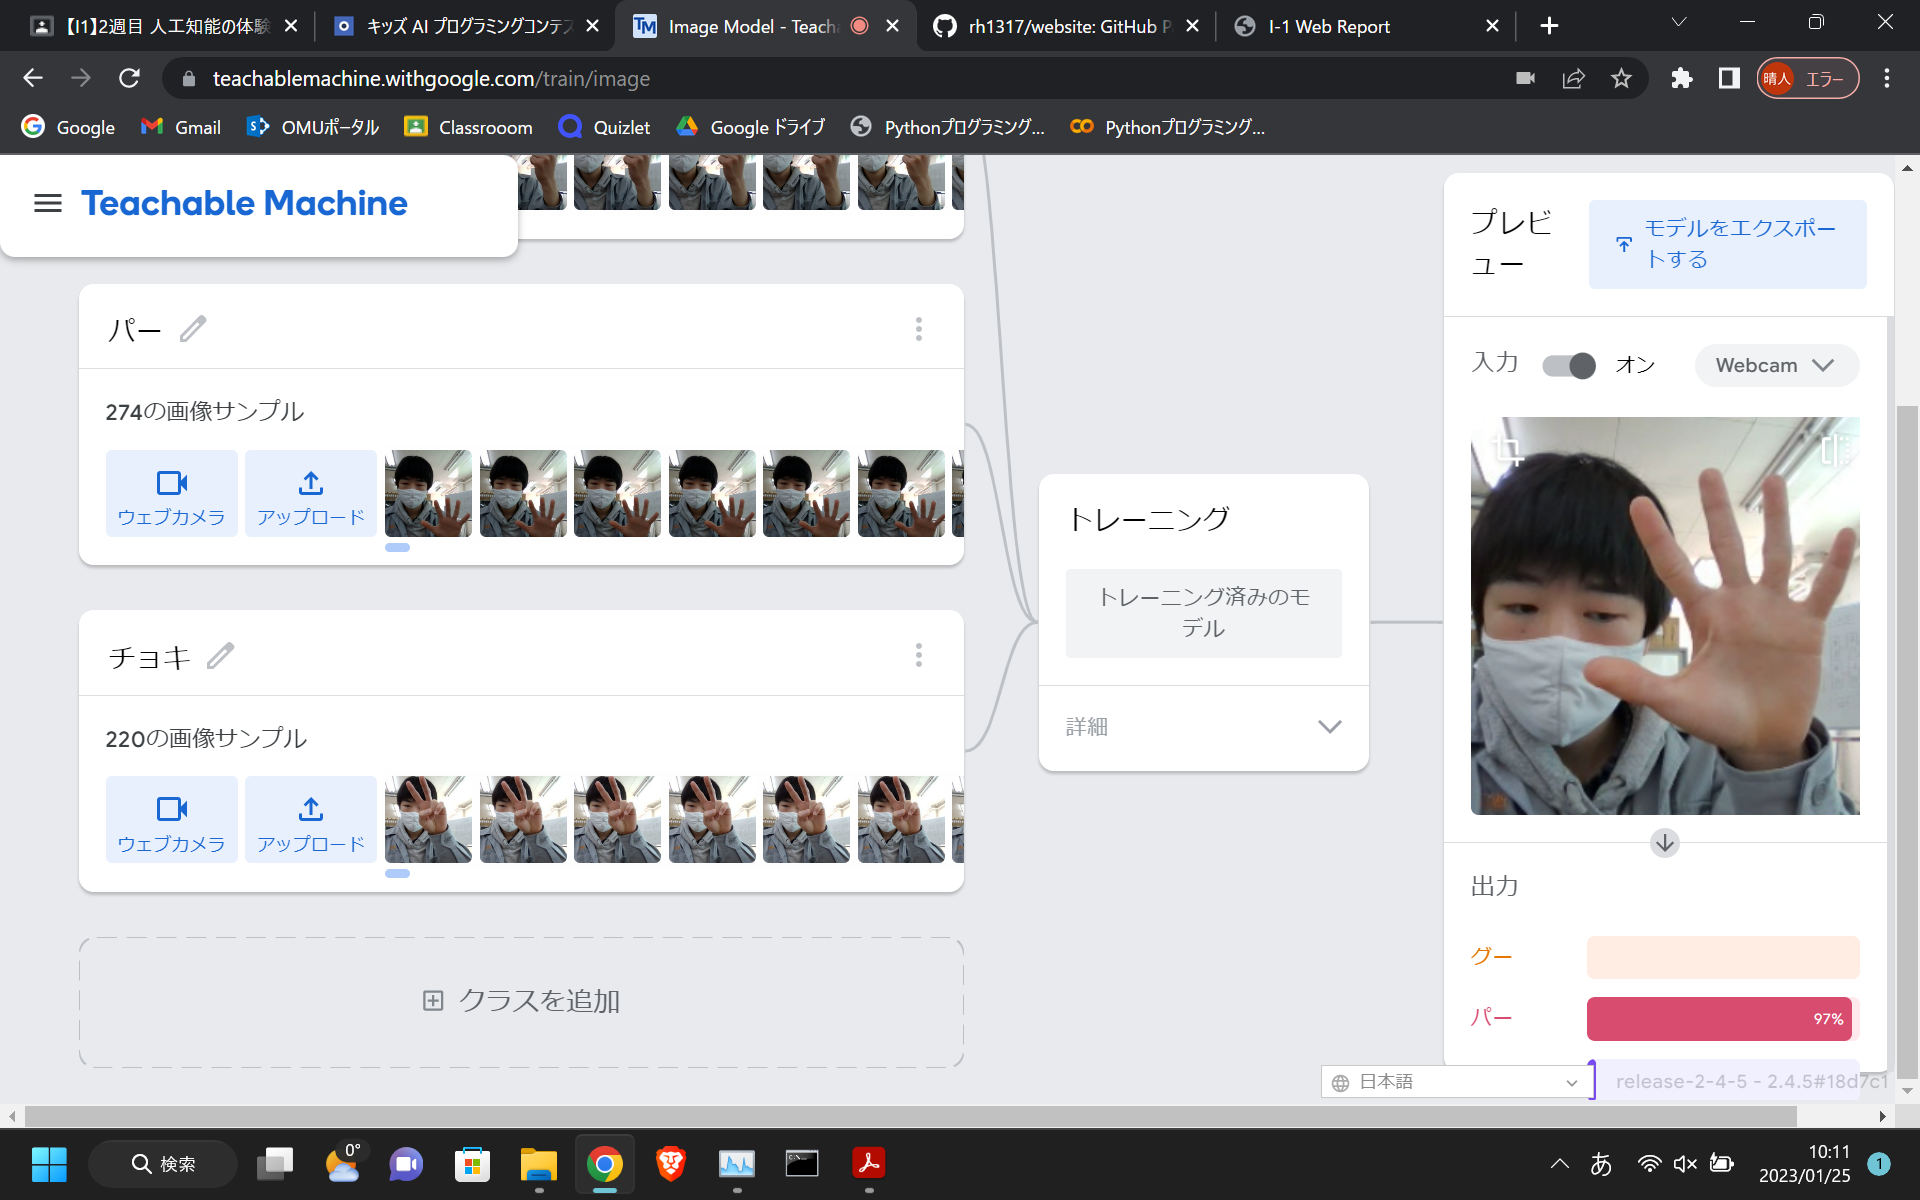 【I1】2週目 人工知能の体験
キッズ AI プログラミングコンテス
Image Model - Teacha
rh1317/website: GitHub P
I-1 Web Report
teachablemachine.withgoogle.com/train/image
晴人 エラー
Google
Gmail
OMUポータル
Classrooom
Quizlet
Google ドライブ
Pythonプログラミング...
Pythonプログラミング...
Teachable Machine
パー
274の画像サンプル
ウェブカメラ
アップロード
チョキ
220の画像サンプル
ウェブカメラ
アップロード
クラスを追加
トレーニング
トレーニング済みのモ
デル
詳細
プレビ
ュー
モデルをエクスポー
トする
入力
オン
Webcam
出力
グー
パー
97%
日本語
release-2-4-5 - 2.4.5#18d7c1
検索
0°
あ
10:11
2023/01/25
1